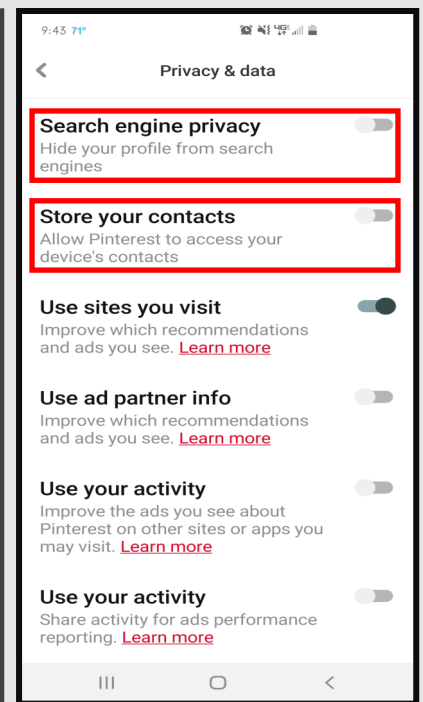 9:43 71°
Privacy & data
Search engine privacy
Hide your profile from search
engines
Store your contacts
Allow Pinterest to access your
device's contacts
Use sites you visit
Improve which recommendations
and ads you see. Learn more
Use ad partner info
Improve which recommendations
and ads you see. Learn more
Use your activity
Improve the ads you see about
Pinterest on other sites or apps you
may visit. Learn more
Use your activity
Share activity for ads performance
reporting. Learn more